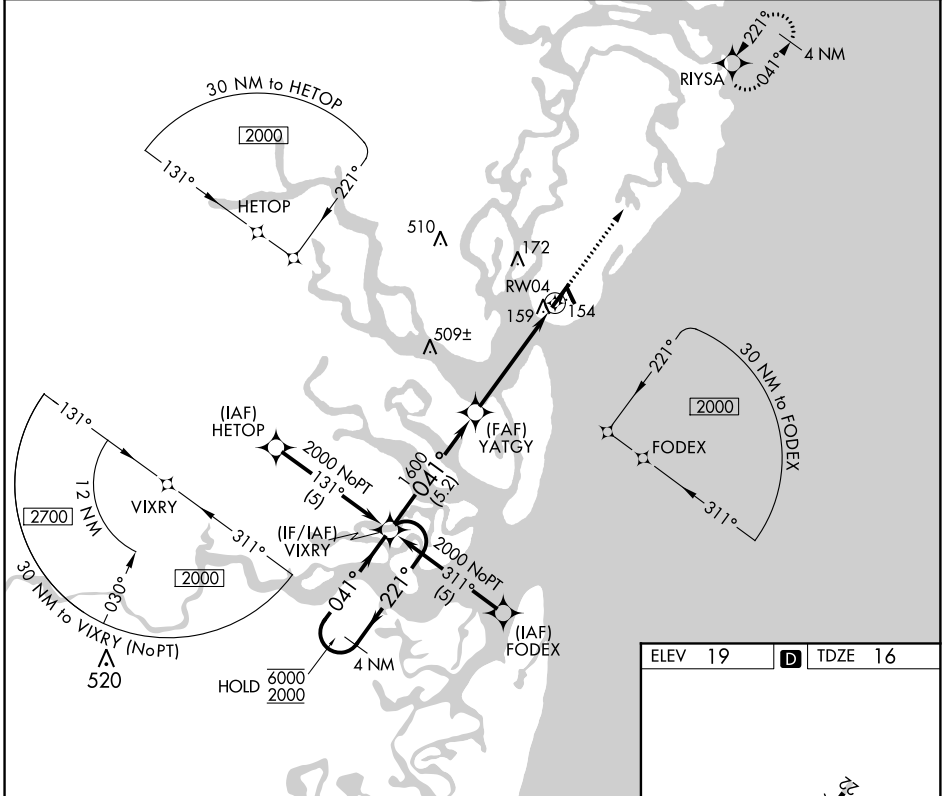 221°
4 NM
RIYSA
041°
30 NM to HETOP
2000
131°
221°
HETOP
510
172
RW04
159
154
509±
221°
30 NM to FODEX
2000
FODEX
311°
(IAF)
HETOP
2000 NoPT
131°
(5)
(FAF)
YATGY
1600
041°
(5.2)
131°
12 NM
VIXRY
2700
311°
2000
030°
30 NM to VIXRY (NoPT)
520
(IF/IAF)
VIXRY
2000 NoPT
311°
(5)
(IAF)
FODEX
041°
221°
4 NM
HOLD 6000
2000
ELEV 19 D TDZE 16
22